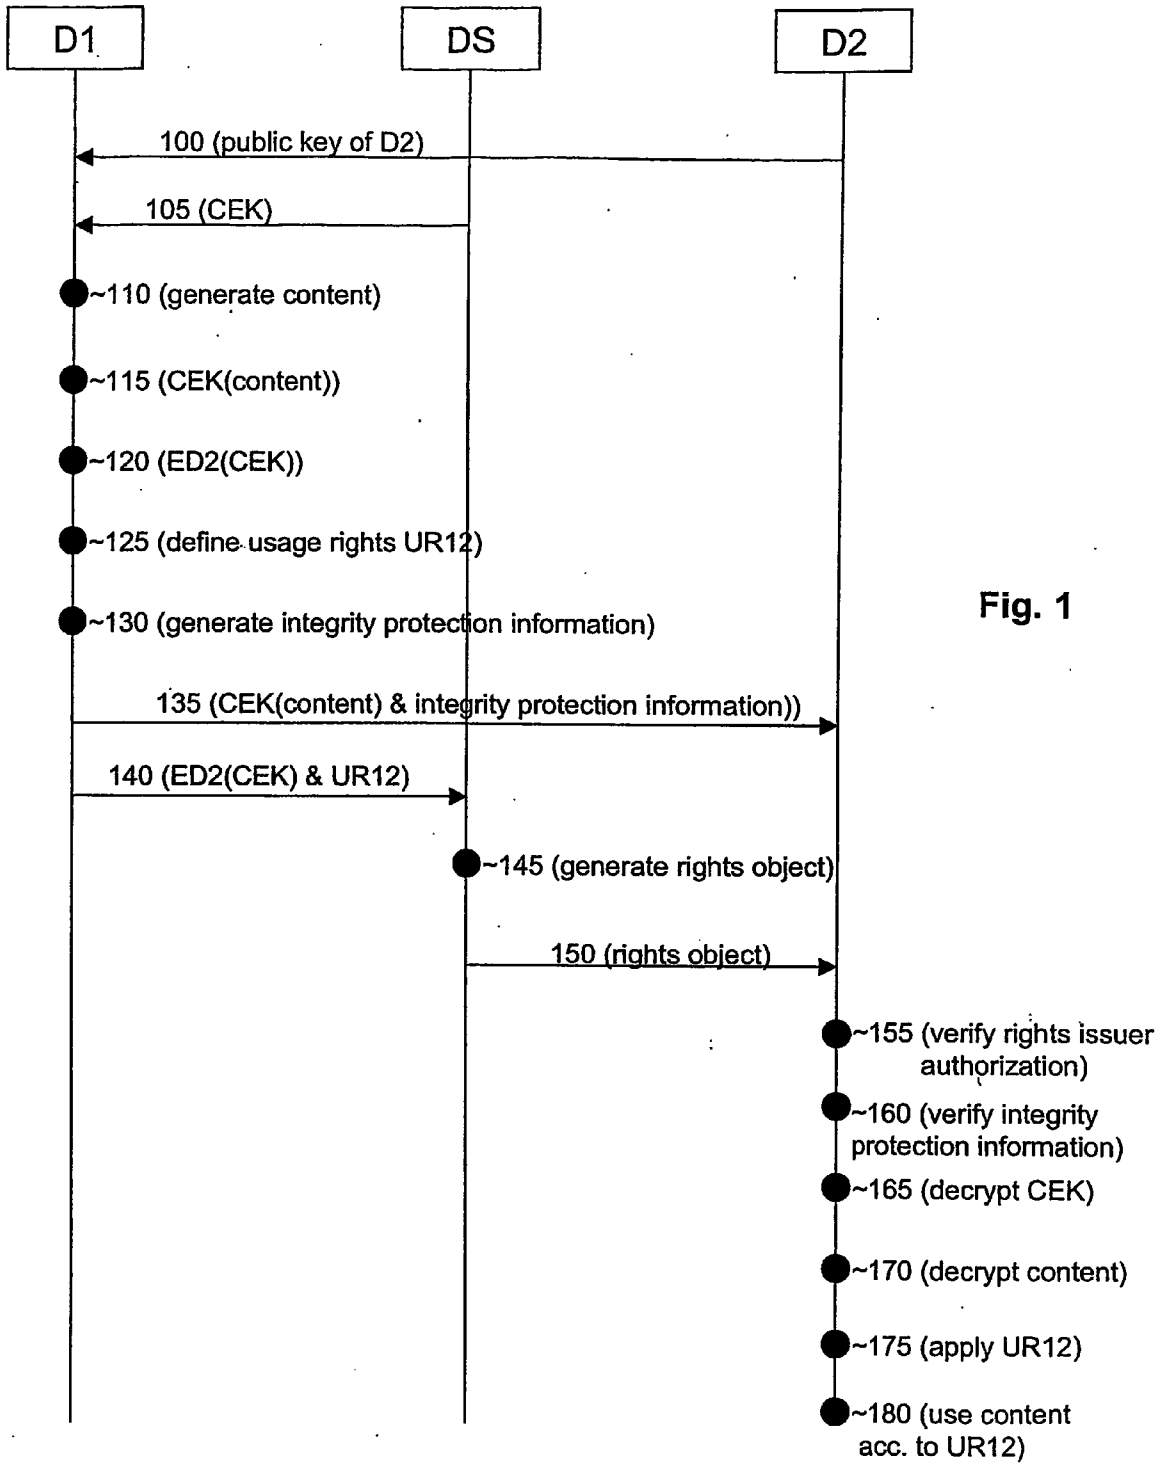 D1
DS
D2
100 (public key of D2)
105 (CEK)
~110 (generate content)
~115 (CEK(content))
~120 (ED2(CEK))
~125 (define usage rights UR12)
Fig. 1
~130 (generate integrity protection information)
135 (CEK(content) & integrity protection information))
140 (ED2(CEK) & UR12)
~145 (generate rights object)
150 (rights object)
~155 (verify rights issuer
authorization)
~160 (verify integrity
protection information)
~165 (decrypt CEK)
~170 (decrypt content)
~175 (apply UR12)
~180 (use content
acc. to UR12)